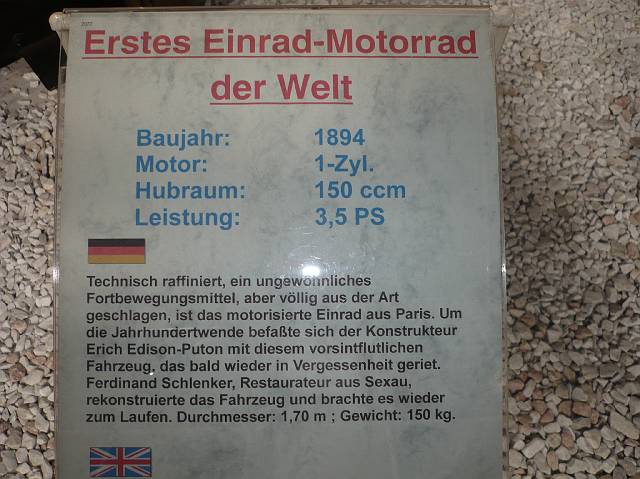 Erstes Einrad-Motorrad
der Welt
Baujahr: 1894
Motor: 1-Zyl.
Hubraum: 150 ccm
Leistung: 3,5 PS
Technisch raffiniert, ein ungewöhnliches
Fortbewegungsmittel, aber völlig aus der Art
geschlagen, ist das motorisierte Einrad aus Paris. Um
die Jahrhundertwende befaßte sich der Konstrukteur
Erich Edison-Puton mit diesem vorsintflutlichen
Fahrzeug, das bald wieder in Vergessenheit geriet.
Ferdinand Schlenker, Restaurateur aus Sexau,
rekonstruierte das Fahrzeug und brachte es wieder
zum Laufen. Durchmesser: 1,70 m ; Gewicht: 150 kg.